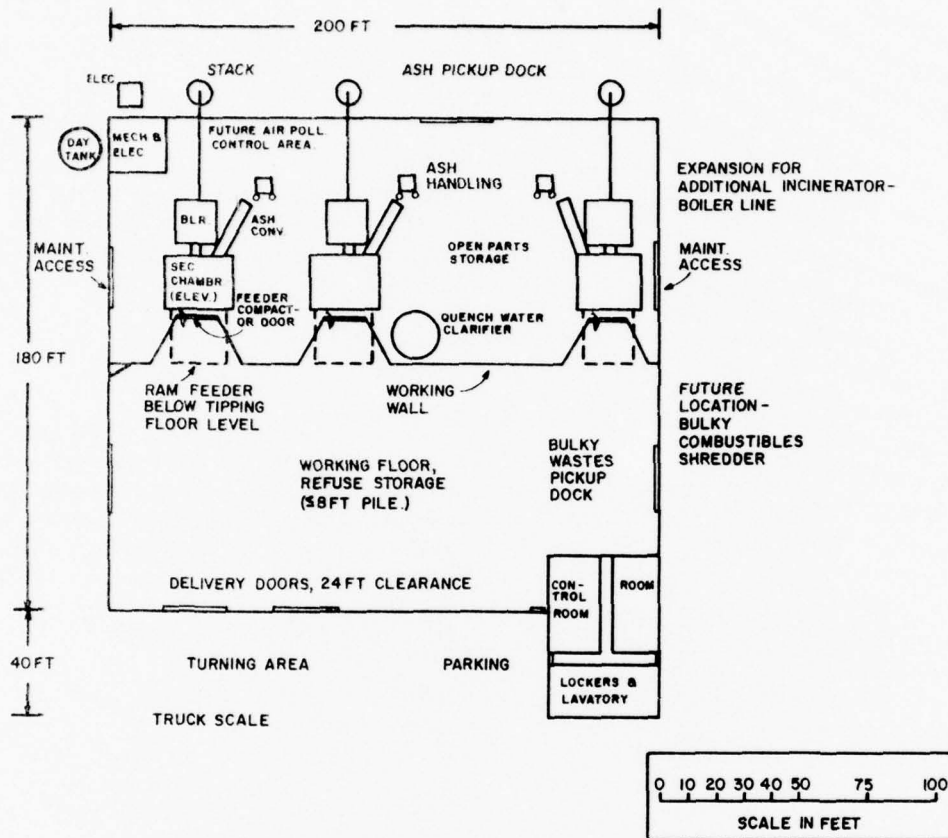 200 FT
ELEC
STACK
ASH PICKUP DOCK
DAY
TANK
MECH &
ELEC
FUTURE AIR POLL.
CONTROL AREA
ASH
HANDLING
EXPANSION FOR
ADDITIONAL INCINERATOR-
BOILER LINE
BLR
ASH
CONV.
MAINT.
ACCESS
OPEN PARTS
STORAGE
MAINT.
ACCESS
SEC
CHAMBR
(ELEV.)
FEEDER
COMPACT-
OR DOOR
QUENCH WATER
CLARIFIER
180 FT
RAM FEEDER
BELOW TIPPING
FLOOR LEVEL
WORKING
WALL
FUTURE
LOCATION-
BULKY
COMBUSTIBLES
SHREDDER
WORKING FLOOR,
REFUSE STORAGE
(≤8FT PILE.)
BULKY
WASTES
PICKUP
DOCK
DELIVERY DOORS, 24 FT CLEARANCE
CON-
TROL
ROOM
ROOM
40 FT
TURNING AREA
PARKING
LOCKERS &
LAVATORY
TRUCK SCALE
0 10 20 30 40 50 75 100
SCALE IN FEET